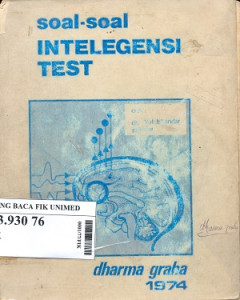 soal-soal
INTELEGENSI
TEST
NG BACA FIK UNIMED
3.930 76
dharma graha
1974